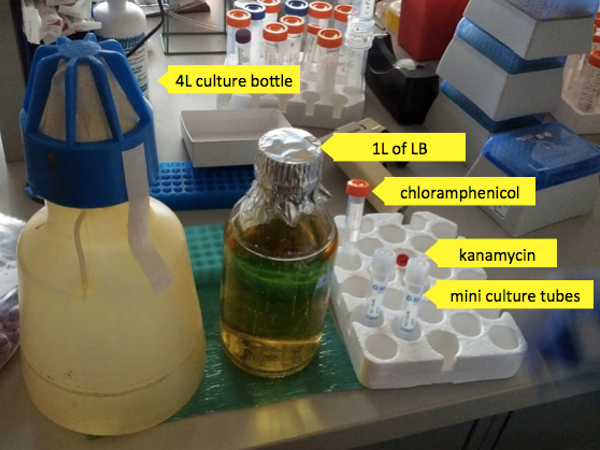 4L culture bottle
1L of LB
chloramphenicol
kanamycin
mini culture tubes